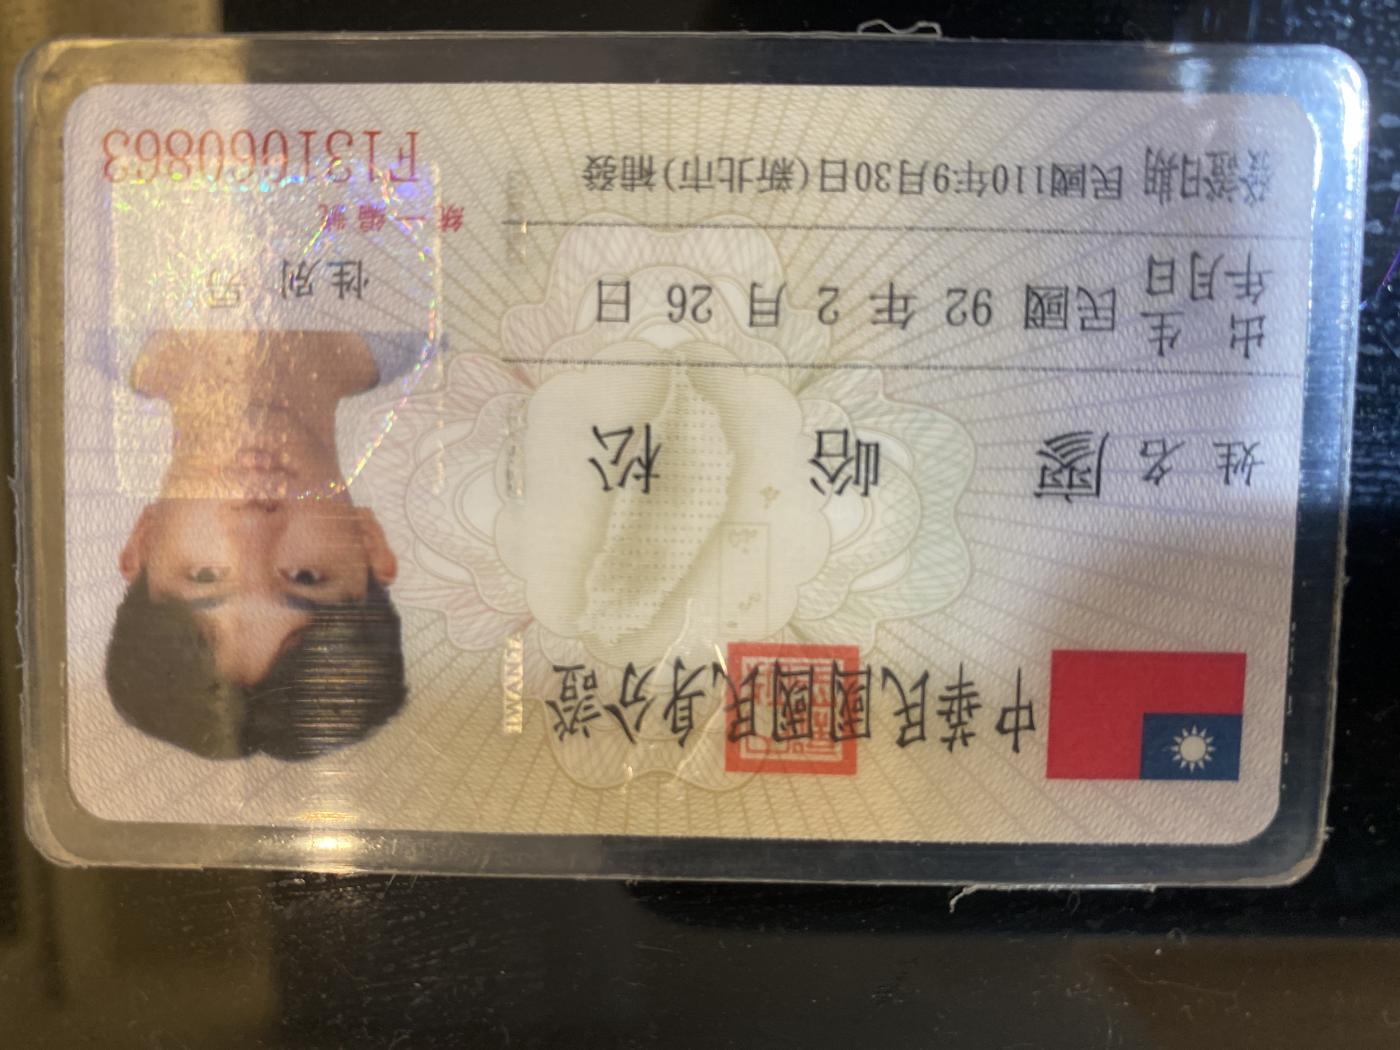 中華民國國民身分證
姓名 廖 峪 松
出生年月日 民國 92 年 2 月 26 日
性別 男
發證日期 民國110年9月30日(新北市)補發
統一編號
F131060863